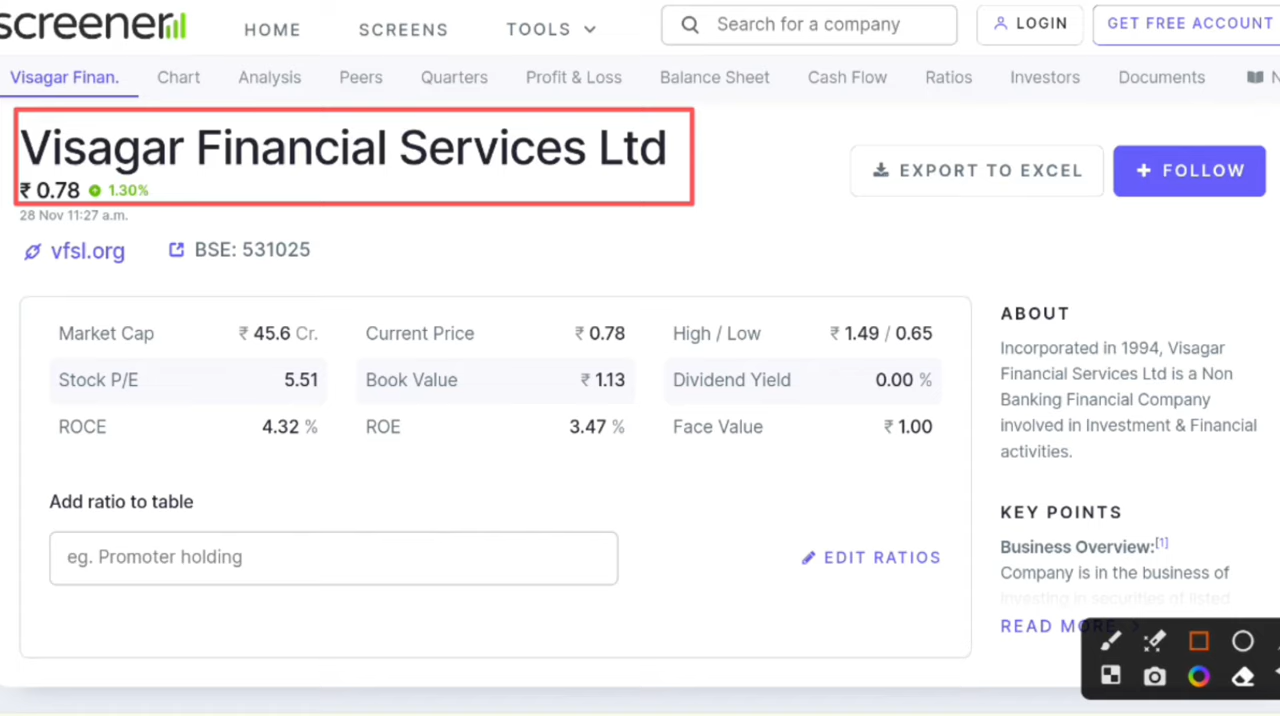 screener
HOME SCREENS TOOLS
Search for a company
LOGIN
GET FREE ACCOUNT
Visagar Finan. Chart Analysis Peers Quarters Profit & Loss Balance Sheet Cash Flow Ratios Investors Documents N
Visagar Financial Services Ltd
₹ 0.78 1.30%
28 Nov 11:27 a.m.
EXPORT TO EXCEL
+ FOLLOW
vfsl.org BSE: 531025
Market Cap ₹ 45.6 Cr. Current Price ₹ 0.78 High / Low ₹ 1.49 / 0.65
Stock P/E 5.51 Book Value ₹ 1.13 Dividend Yield 0.00 %
ROCE 4.32 % ROE 3.47 % Face Value ₹ 1.00
Add ratio to table
eg. Promoter holding
EDIT RATIOS
ABOUT
Incorporated in 1994, Visagar
Financial Services Ltd is a Non
Banking Financial Company
involved in Investment & Financial
activities.
KEY POINTS
Business Overview:[1]
Company is in the business of
investing in securities of listed
READ MORE